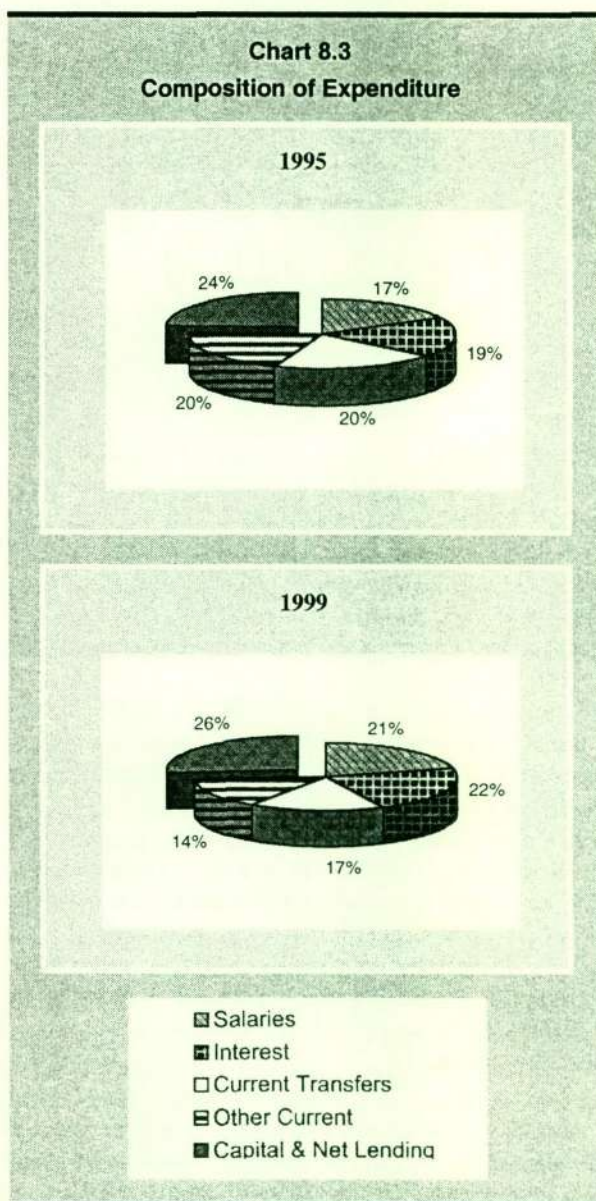 Chart 8.3
Composition of Expenditure
1995
24%
17%
19%
20%
20%
1999
26%
21%
22%
14%
17%
Salaries
Interest
Current Transfers
Other Current
Capital & Net Lending